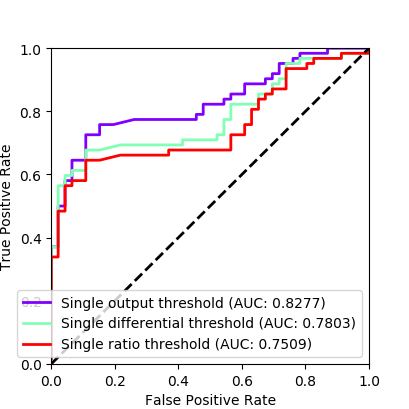 1.0
0.8
0.6
0.4
0.2
0.0
True Positive Rate
Single output threshold (AUC: 0.8277)
Single differential threshold (AUC: 0.7803)
Single ratio threshold (AUC: 0.7509)
0.0 0.2 0.4 0.6 0.8 1.0
False Positive Rate